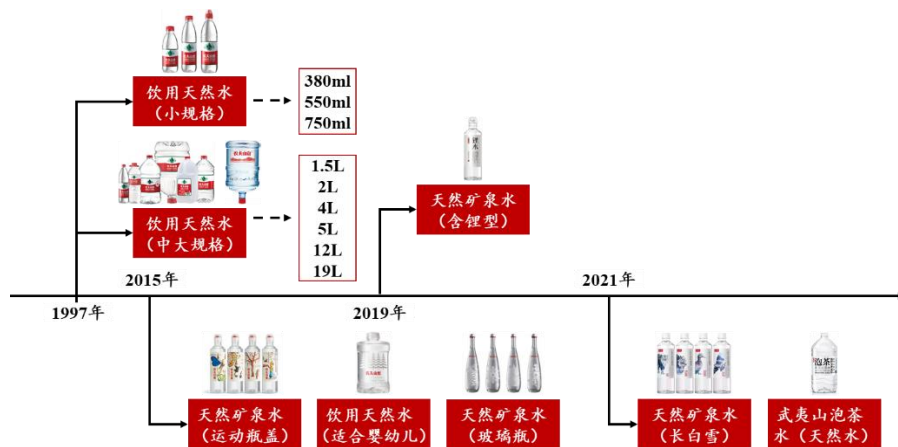 饮用天然水
（小规格）
380ml
550ml
750ml
饮用天然水
（中大规格）
1.5L
2L
4L
5L
12L
19L
天然矿泉水
（含锂型）
1997年
2015年
2019年
2021年
天然矿泉水
（运动瓶盖）
饮用天然水
（适合婴幼儿）
天然矿泉水
（玻璃瓶）
天然矿泉水
（长白雪）
泡茶
武夷山泡茶
水（天然水）